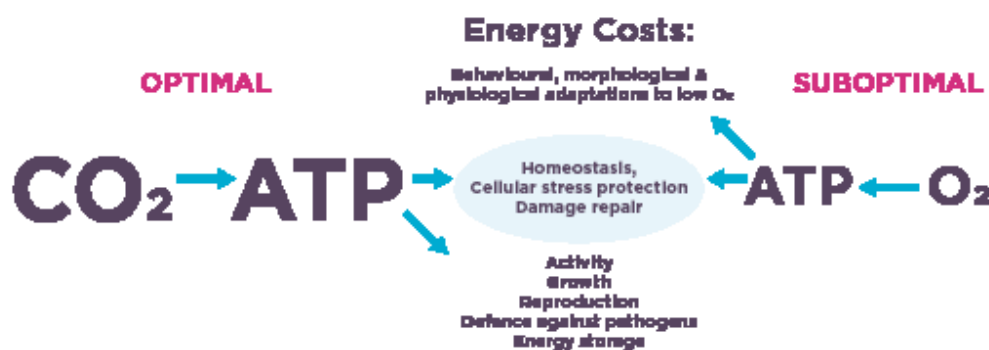 Energy Costs:
OPTIMAL
Behavioural, morphological &
physiological adaptations to low O₂
SUBOPTIMAL
CO₂
ATP
Homeostasis,
Cellular stress protection
Damage repair
ATP
O₂
Activity
Growth
Reproduction
Defence against pathogens
Energy storage